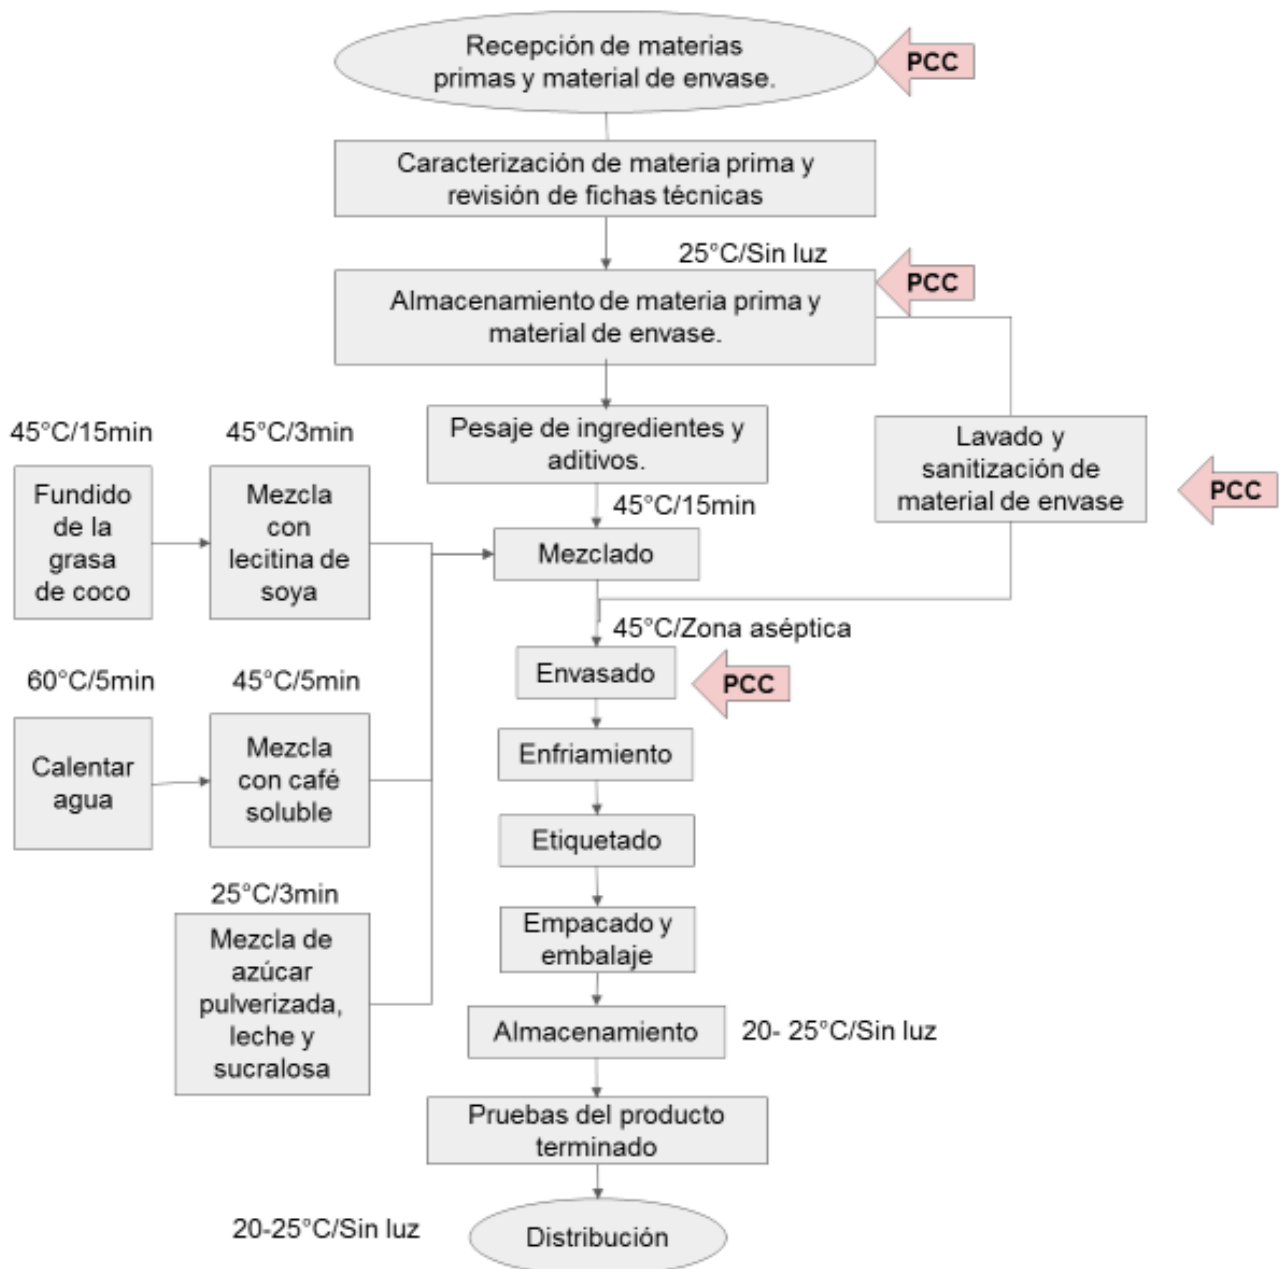 Recepción de materias
primas y material de envase.
PCC
Caracterización de materia prima y
revisión de fichas técnicas
25°C/Sin luz
PCC
Almacenamiento de materia prima y
material de envase.
Pesaje de ingredientes y
aditivos.
Lavado y
sanitización de
material de envase
PCC
45°C/15min
Fundido
de la
grasa
de coco
45°C/3min
Mezcla
con
lecitina de
soya
45°C/15min
Mezclado
60°C/5min
Calentar
agua
45°C/5min
Mezcla
con café
soluble
25°C/3min
Mezcla de
azúcar
pulverizada,
leche y
sucralosa
45°C/Zona aséptica
Envasado
PCC
Enfriamiento
Etiquetado
Empacado y
embalaje
Almacenamiento
20- 25°C/Sin luz
Pruebas del producto
terminado
20-25°C/Sin luz
Distribución